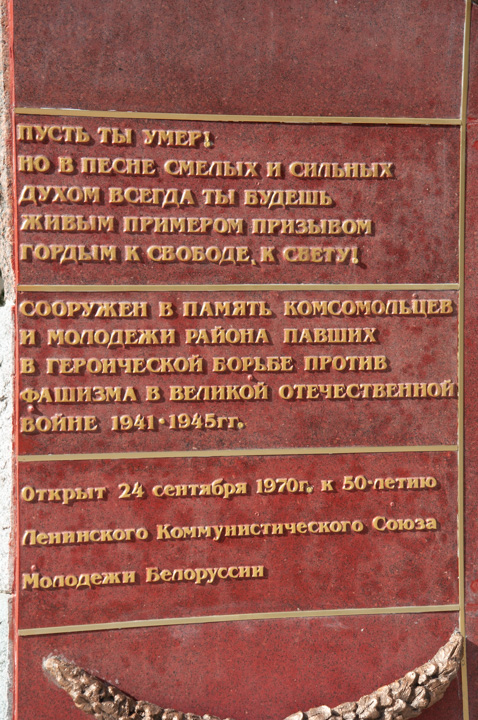 ПУСТЬ ТЫ УМЕР!
НО В ПЕСНЕ СМЕЛЫХ И СИЛЬНЫХ
ДУХОМ ВСЕГДА ТЫ БУДЕШЬ
ЖИВЫМ ПРИМЕРОМ ПРИЗЫВОМ
ГОРДЫМ К СВОБОДЕ, К СВЕТУ!
СООРУЖЕН В ПАМЯТЬ КОМСОМОЛЬЦЕВ
И МОЛОДЕЖИ РАЙОНА ПАВШИХ
В ГЕРОИЧЕСКОЙ БОРЬБЕ ПРОТИВ
ФАШИЗМА В ВЕЛИКОЙ ОТЕЧЕСТВЕННОЙ
ВОЙНЕ 1941-1945гг.
Открыт 24 сентября 1970г. к 50-летию
Ленинского Коммунистического Союза
Молодежи Белоруссии